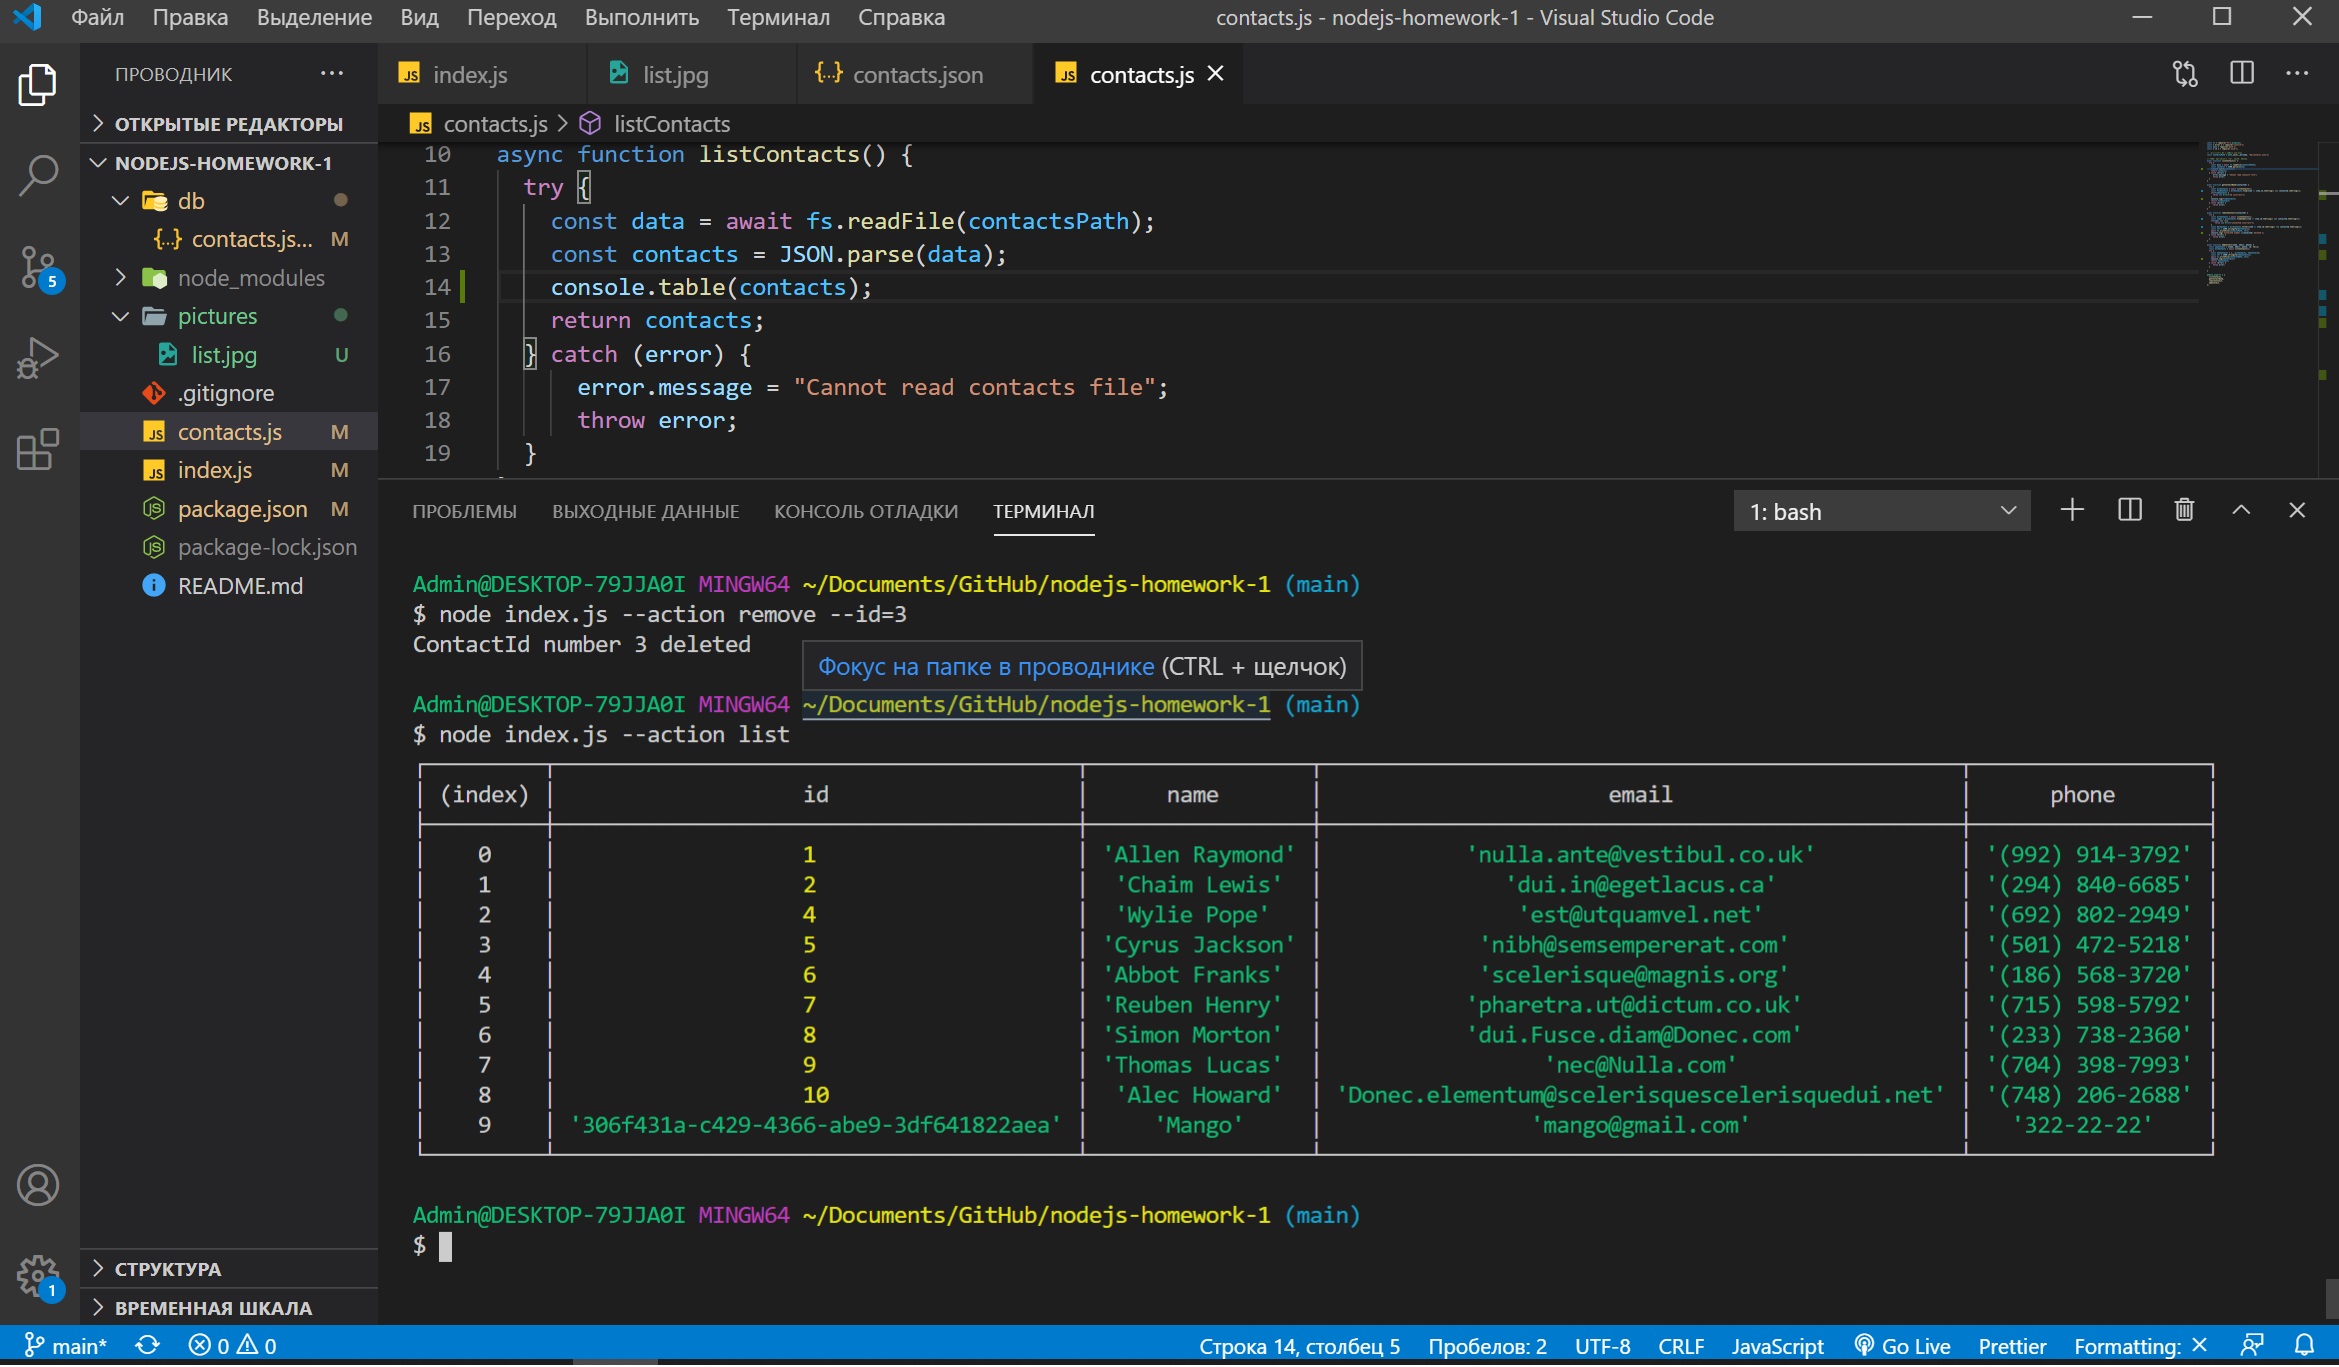 Файл Правка Выделение Вид Переход Выполнить Терминал Справка contacts.js - nodejs-homework-1 - Visual Studio Code
ПРОВОДНИК ···
ОТКРЫТЫЕ РЕДАКТОРЫ
NODEJS-HOMEWORK-1
db
{..} contacts.js... M
node_modules
pictures
list.jpg U
.gitignore
JS contacts.js M
JS index.js M
package.json M
package-lock.json
README.md
СТРУКТУРА
ВРЕМЕННАЯ ШКАЛА
5
1
JS index.js list.jpg {..} contacts.json JS contacts.js
JS contacts.js > listContacts
10 async function listContacts() {
11 try {
12 const data = await fs.readFile(contactsPath);
13 const contacts = JSON.parse(data);
14 console.table(contacts);
15 return contacts;
16 } catch (error) {
17 error.message = "Cannot read contacts file";
18 throw error;
19 }
ПРОБЛЕМЫ ВЫХОДНЫЕ ДАННЫЕ КОНСОЛЬ ОТЛАДКИ ТЕРМИНАЛ 1: bash
Admin@DESKTOP-79JJA0I MINGW64 ~/Documents/GitHub/nodejs-homework-1 (main)
$ node index.js --action remove --id=3
ContactId number 3 deleted
Фокус на папке в проводнике (CTRL + щелчок)
Admin@DESKTOP-79JJA0I MINGW64 ~/Documents/GitHub/nodejs-homework-1 (main)
$ node index.js --action list
(index) id name email phone
0 1 'Allen Raymond' 'nulla.ante@vestibul.co.uk' '(992) 914-3792'
1 2 'Chaim Lewis' 'dui.in@egetlacus.ca' '(294) 840-6685'
2 4 'Wylie Pope' 'est@utquamvel.net' '(692) 802-2949'
3 5 'Cyrus Jackson' 'nibh@semsempererat.com' '(501) 472-5218'
4 6 'Abbot Franks' 'scelerisque@magnis.org' '(186) 568-3720'
5 7 'Reuben Henry' 'pharetra.ut@dictum.co.uk' '(715) 598-5792'
6 8 'Simon Morton' 'dui.Fusce.diam@Donec.com' '(233) 738-2360'
7 9 'Thomas Lucas' 'nec@Nulla.com' '(704) 398-7993'
8 10 'Alec Howard' 'Donec.elementum@scelerisquescelerisquedui.net' '(748) 206-2688'
9 '306f431a-c429-4366-abe9-3df641822aea' 'Mango' 'mango@gmail.com' '322-22-22'
Admin@DESKTOP-79JJA0I MINGW64 ~/Documents/GitHub/nodejs-homework-1 (main)
$
main* 0 0 Строка 14, столбец 5 Пробелов: 2 UTF-8 CRLF JavaScript Go Live Prettier Formatting: ×